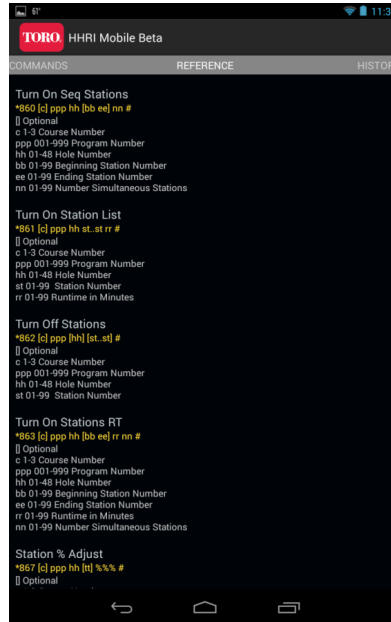 61°
11:3
TORO. HHRI Mobile Beta
COMMANDS REFERENCE HISTO
Turn On Seq Stations
*860 [c] ppp hh [bb ee] nn #
[] Optional
c 1-3 Course Number
ppp 001-999 Program Number
hh 01-48 Hole Number
bb 01-99 Beginning Station Number
ee 01-99 Ending Station Number
nn 01-99 Number Simultaneous Stations
Turn On Station List
*861 [c] ppp hh st..st rr #
[] Optional
c 1-3 Course Number
ppp 001-999 Program Number
hh 01-48 Hole Number
st 01-99  Station Number
rr 01-99 Runtime in Minutes
Turn Off Stations
*862 [c] ppp [hh] [st..st] #
[] Optional
c 1-3 Course Number
ppp 001-999 Program Number
hh 01-48 Hole Number
st 01-99  Station Number
Turn On Stations RT
*863 [c] ppp hh [bb ee] rr nn #
[] Optional
c 1-3 Course Number
ppp 001-999 Program Number
hh 01-48 Hole Number
bb 01-99 Beginning Station Number
ee 01-99 Ending Station Number
rr 01-99 Runtime in Minutes
nn 01-99 Number Simultaneous Stations
Station % Adjust
*867 [c] ppp hh [tt] %%% #
[] Optional